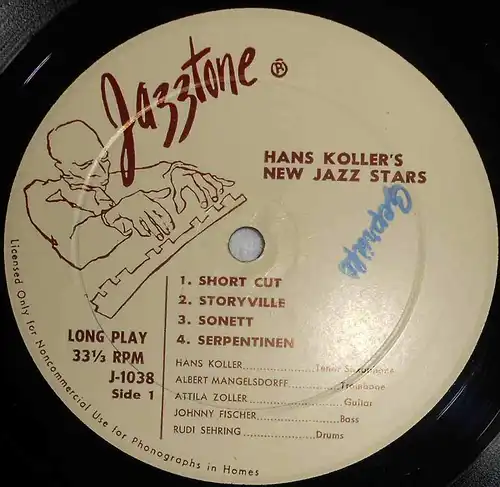 Jazztone ®
HANS KOLLER'S
NEW JAZZ STARS
Geprüft
1. SHORT CUT
2. STORYVILLE
3. SONETT
4. SERPENTINEN
LONG PLAY
33⅓ RPM
J-1038
Side 1
HANS KOLLER....................Tenor Saxophone
ALBERT MANGELSDORFF..............Trombone
ATTILA ZOLLER........................Guitar
JOHNNY FISCHER......................Bass
RUDI SEHRING....................Drums
Licensed Only for Noncommercial Use for Phonographs in Homes